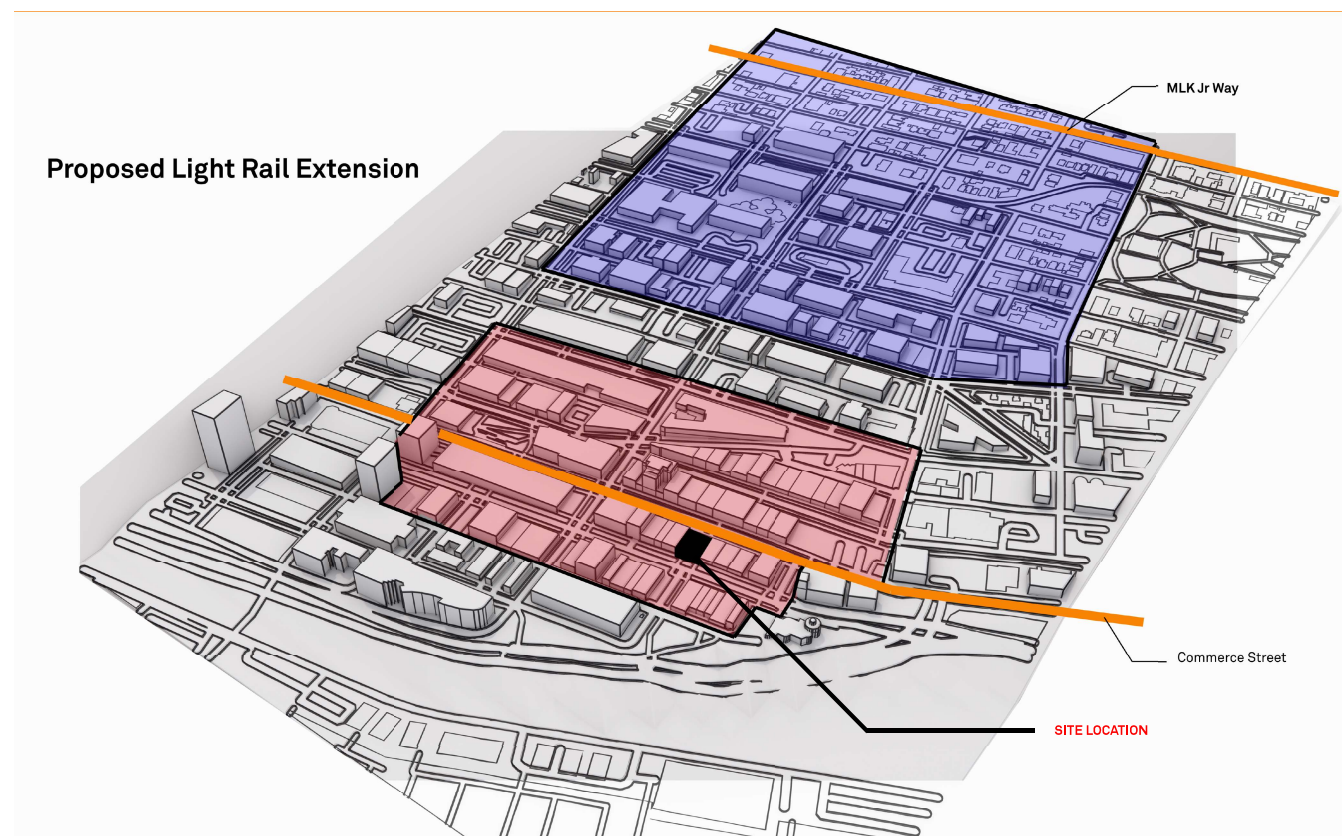 MLK Jr Way
Proposed Light Rail Extension
Commerce Street
SITE LOCATION